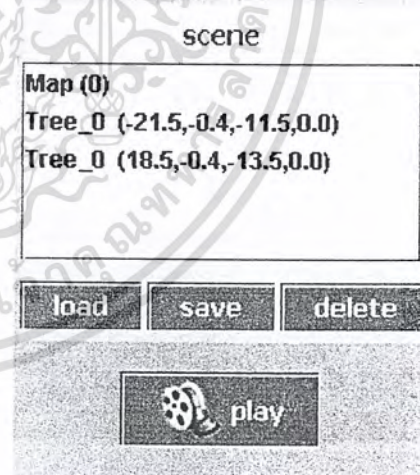 scene
Map (0)
Tree_0 (-21.5,-0.4,-11.5,0.0)
Tree_0 (18.5,-0.4,-13.5,0.0)
load save delete
play